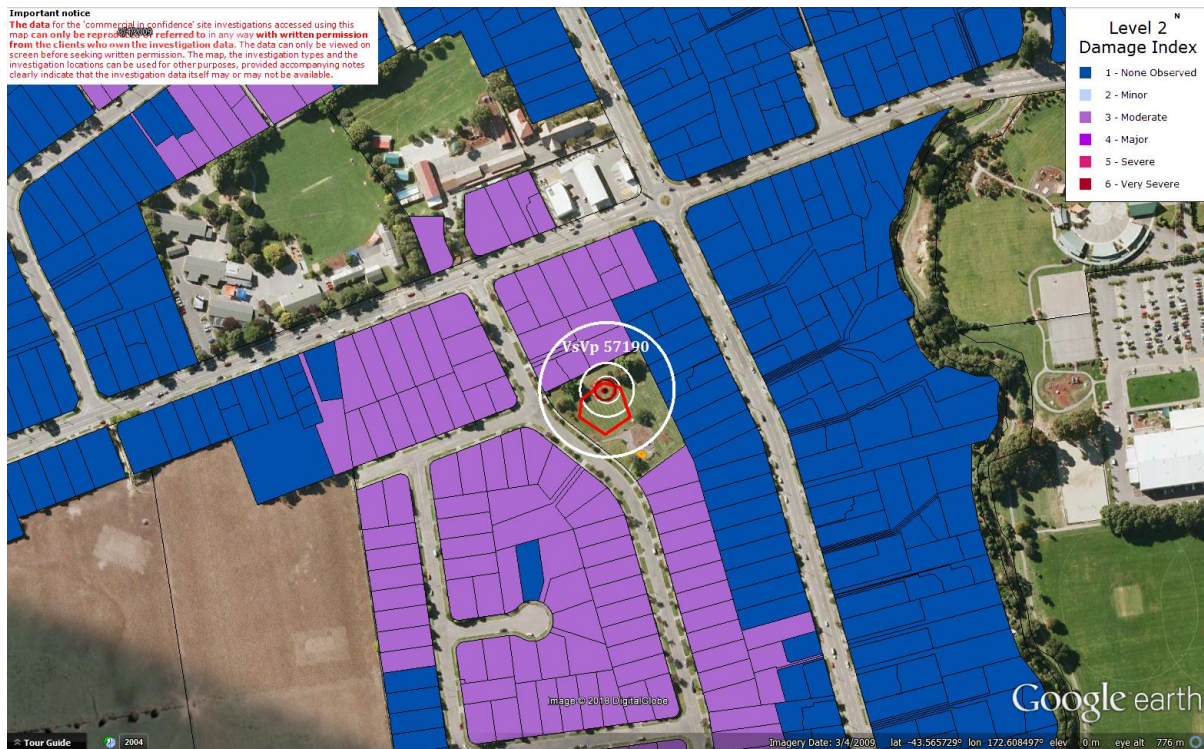 Important notice
The data for the 'commercial in confidence' site investigations accessed using this
map can only be or referred to in any way with written permission
from the clients who own the investigation data. The data can only be viewed on
screen before seeking written permission. The map, the investigation types and the
investigation locations can be used for other purposes, provided accompanying notes
clearly indicate that the investigation data itself may or may not be available.
N
Level 2
Damage Index
1 - None Observed
2 - Minor
3 - Moderate
4 - Major
5 - Severe
6 - Very Severe
VsVp 57190
Image © 2018 DigitalGlobe
Google earth
Tour Guide
2004
Imagery Date: 3/4/2009 lat -43.565729° lon 172.608497° elev 0 m eye alt 776 m